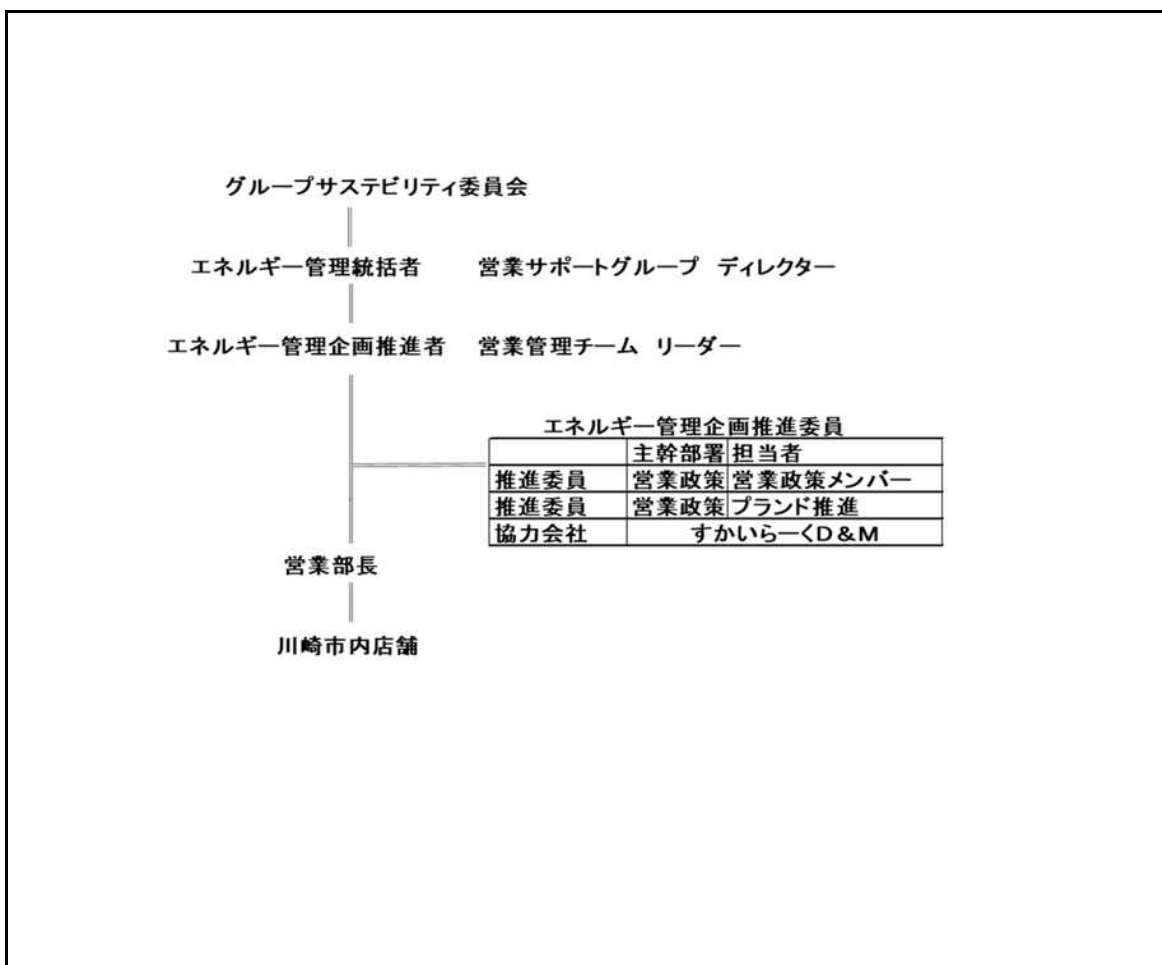 グループサステビリティ委員会
エネルギー管理統括者 営業サポートグループ ディレクター
エネルギー管理企画推進者 営業管理チーム リーダー
エネルギー管理企画推進委員
主幹部署 担当者
推進委員 営業政策 営業政策メンバー
推進委員 営業政策 ブランド推進
協力会社 すかいらーくD&M
営業部長
川崎市内店舗